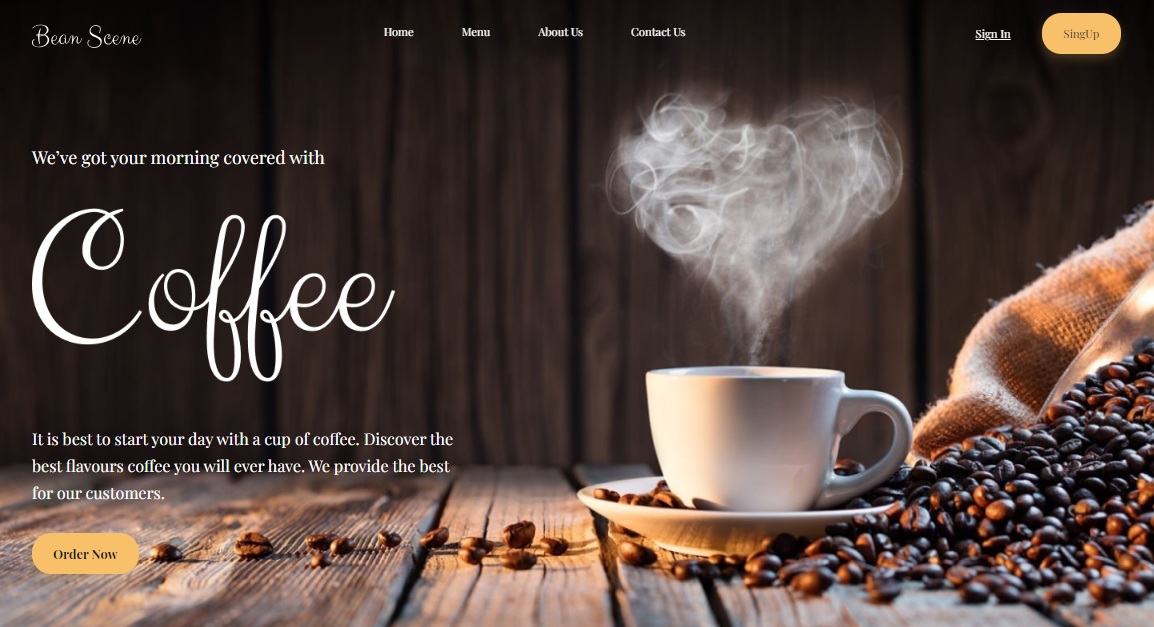 Bean Scene
Home
Menu
About Us
Contact Us
Sign In
SingUp
We’ve got your morning covered with
Coffee
It is best to start your day with a cup of coffee. Discover the
best flavours coffee you will ever have. We provide the best
for our customers.
Order Now